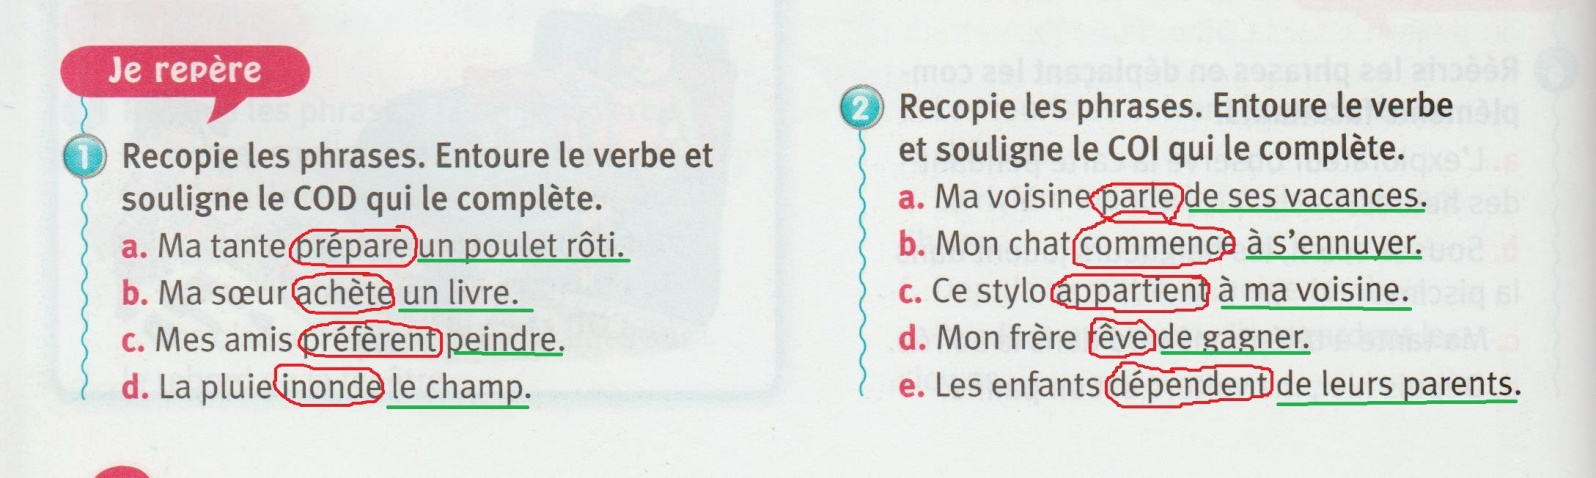 Je repère
1 Recopie les phrases. Entoure le verbe et
souligne le COD qui le complète.
a. Ma tante prépare un poulet rôti.
b. Ma sœur achète un livre.
c. Mes amis préfèrent peindre.
d. La pluie inonde le champ.
2 Recopie les phrases. Entoure le verbe
et souligne le COI qui le complète.
a. Ma voisine parle de ses vacances.
b. Mon chat commence à s'ennuyer.
c. Ce stylo appartient à ma voisine.
d. Mon frère rêve de gagner.
e. Les enfants dépendent de leurs parents.